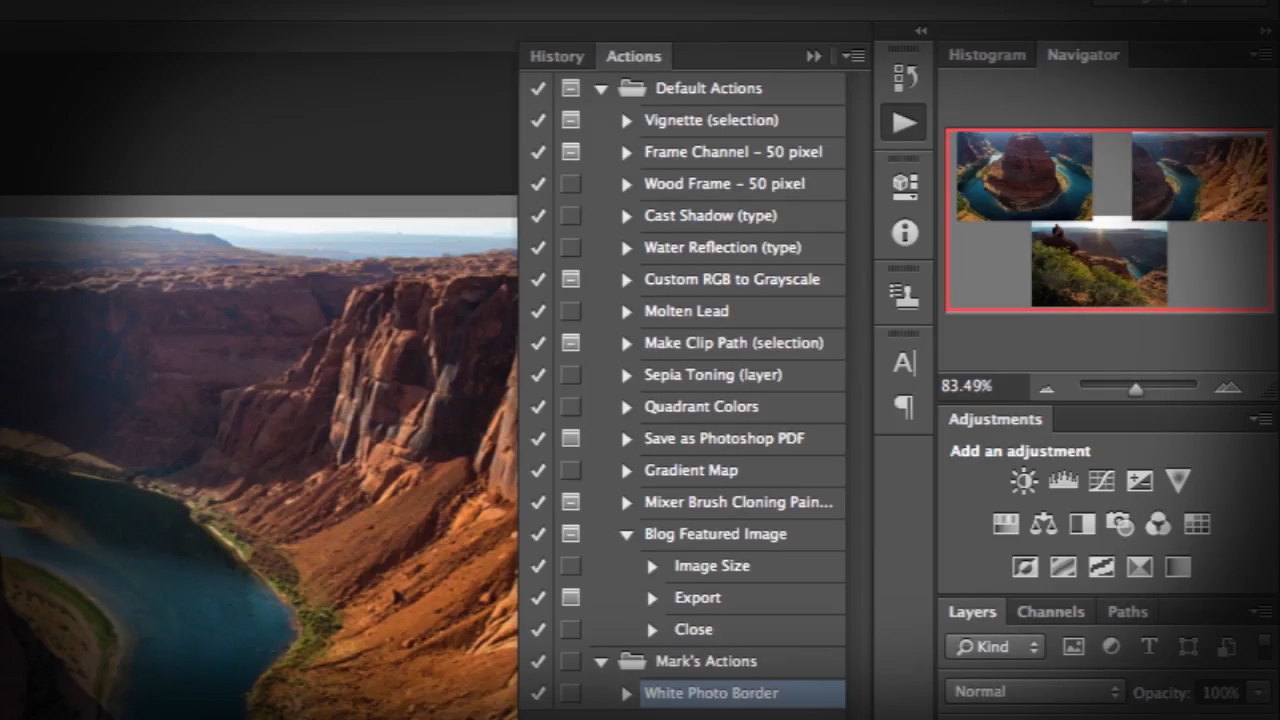 History
Actions
Default Actions
Vignette (selection)
Frame Channel – 50 pixel
Wood Frame – 50 pixel
Cast Shadow (type)
Water Reflection (type)
Custom RGB to Grayscale
Molten Lead
Make Clip Path (selection)
Sepia Toning (layer)
Quadrant Colors
Save as Photoshop PDF
Gradient Map
Mixer Brush Cloning Pain...
Blog Featured Image
Image Size
Export
Close
Mark's Actions
White Photo Border
Histogram
Navigator
83.49%
Adjustments
Add an adjustment
Layers
Channels
Paths
Kind
Normal
Opacity: 100%